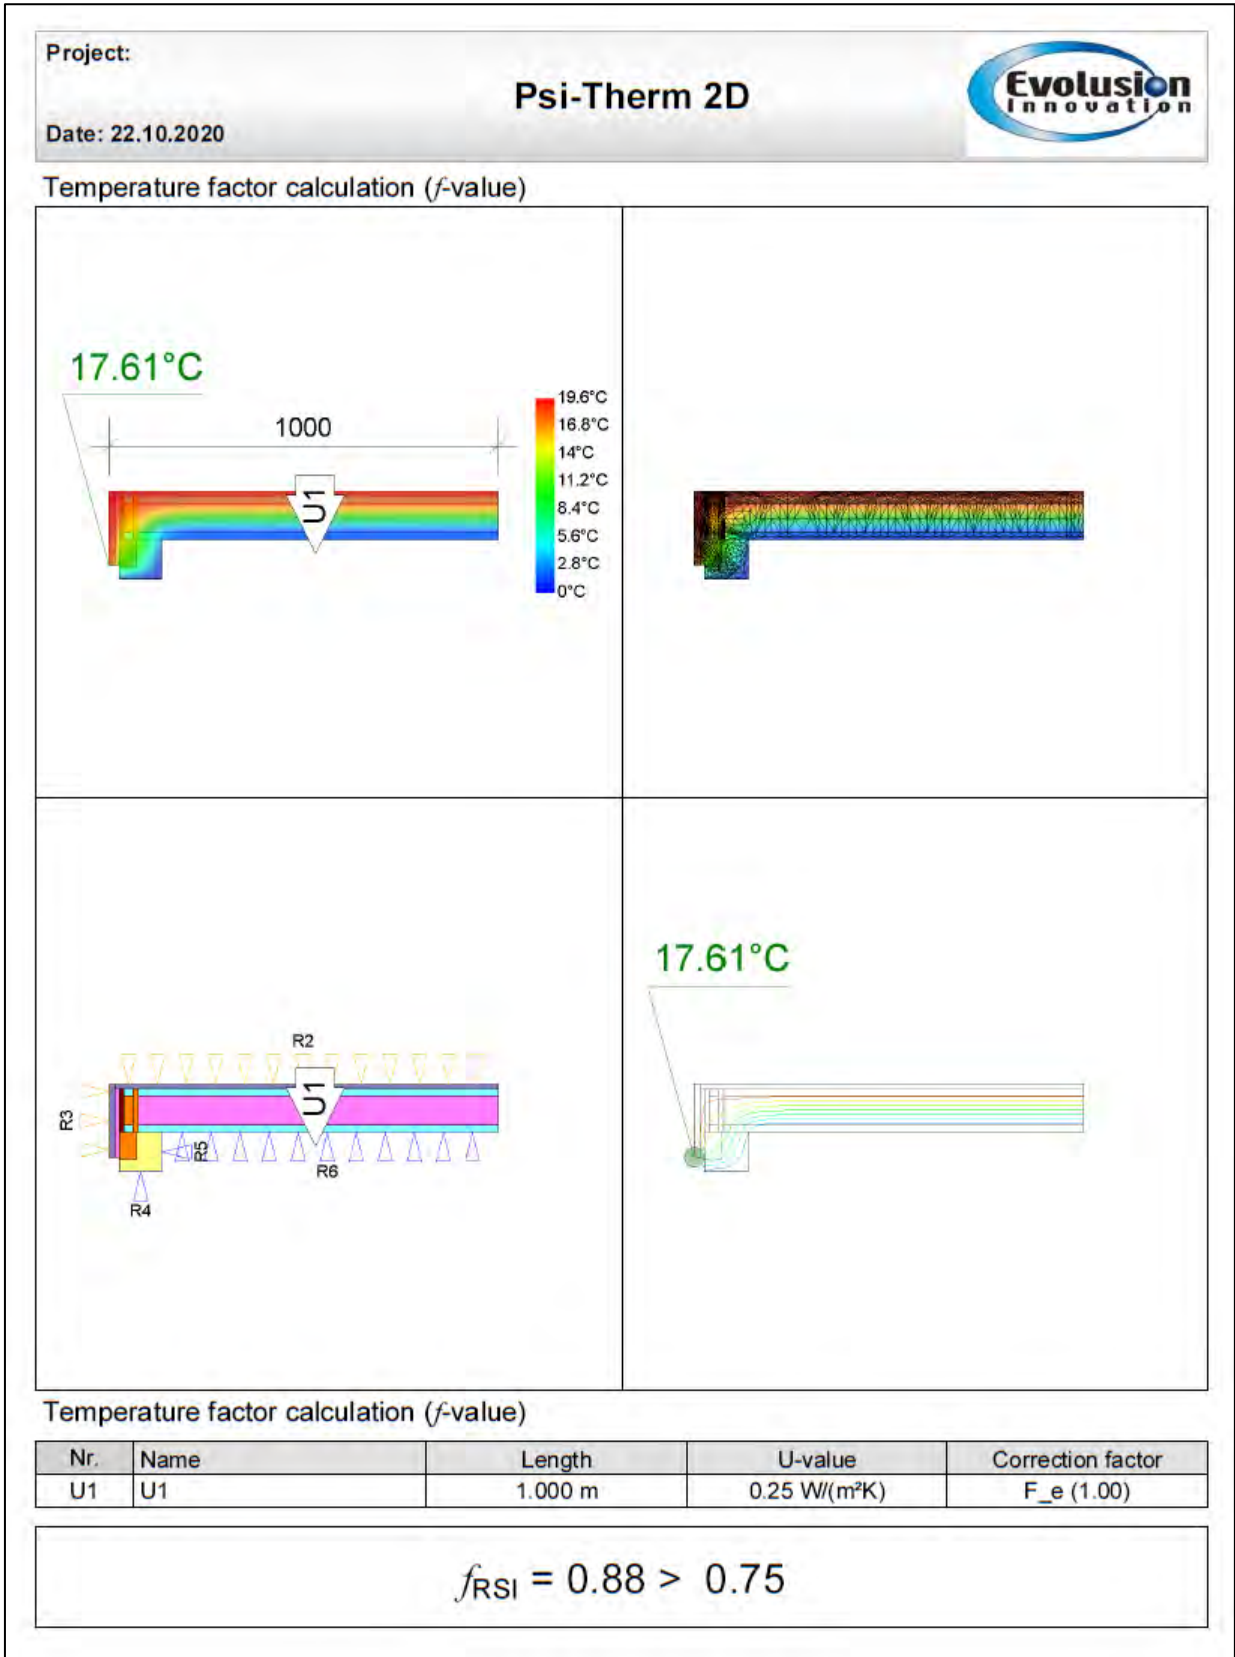 Project:
Psi-Therm 2D
Evolusion
Innovation
Date: 22.10.2020
Temperature factor calculation (f-value)
17.61°C
1000
U1
19.6°C
16.8°C
14°C
11.2°C
8.4°C
5.6°C
2.8°C
0°C
R2
U1
R3
R5
R6
R4
17.61°C
Temperature factor calculation (f-value)
Nr. Name Length U-value Correction factor
U1 U1 1.000 m 0.25 W/(m²K) F_e (1.00)
fRSI = 0.88 > 0.75